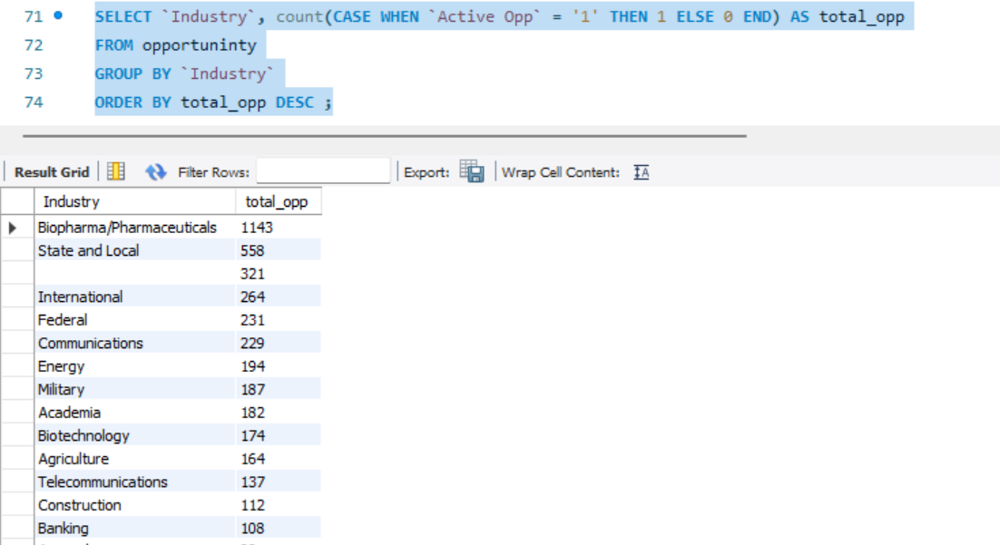 71 SELECT `Industry`, count(CASE WHEN `Active Opp` = '1' THEN 1 ELSE 0 END) AS total_opp
72 FROM opportuninty
73 GROUP BY `Industry`
74 ORDER BY total_opp DESC ;
Result Grid Filter Rows: Export: Wrap Cell Content: IA
Industry total_opp
Biopharma/Pharmaceuticals 1143
State and Local 558
321
International 264
Federal 231
Communications 229
Energy 194
Military 187
Academia 182
Biotechnology 174
Agriculture 164
Telecommunications 137
Construction 112
Banking 108